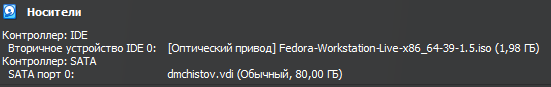 Носители
Контроллер: IDE
Вторичное устройство IDE 0: [Оптический привод] Fedora-Workstation-Live-x86_64-39-1.5.iso (1,98 ГБ)
Контроллер: SATA
SATA порт 0: dmchistov.vdi (Обычный, 80,00 ГБ)